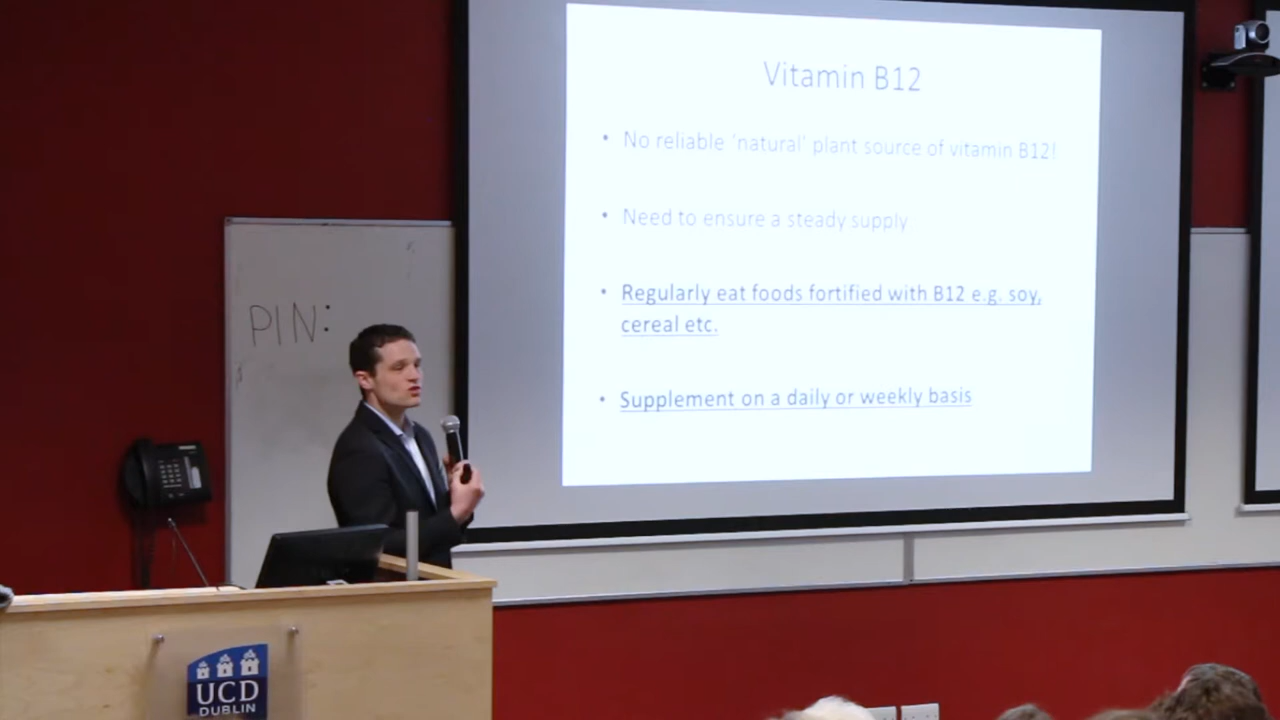 Vitamin B12
• No reliable 'natural' plant source of vitamin B12!
• Need to ensure a steady supply
• Regularly eat foods fortified with B12 e.g. soy,
cereal etc.
• Supplement on a daily or weekly basis
PIN:
UCD
DUBLIN